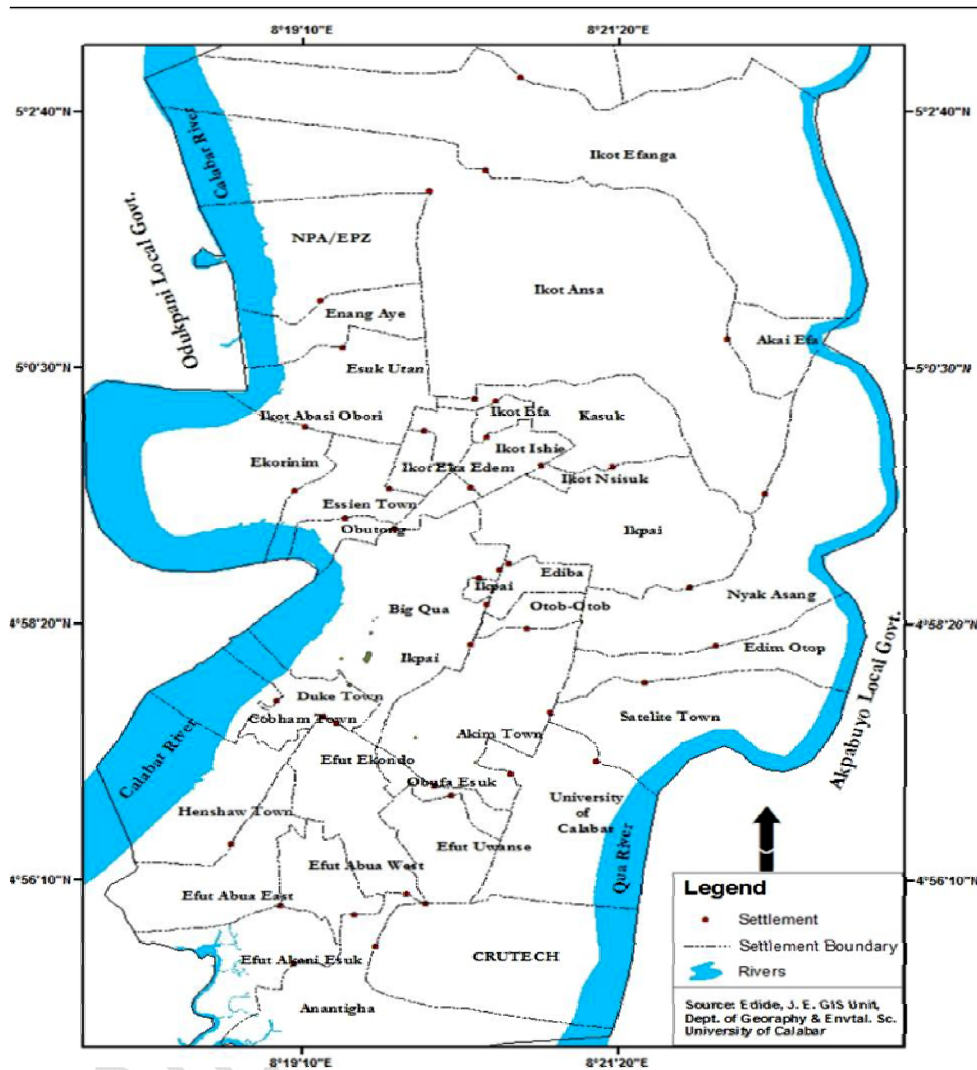 8°19'10"E
8°21'20"E
5°2'40"N
5°2'40"N
Calabar River
Ikot Efanga
Odukpani Local Govt.
NPA/EPZ
Ikot Ansa
Enang Aye
Akai Efa
5°0'30"N
5°0'30"N
Esuk Utan
Ikot Abasi Obori
Ikot Efa
Kasuk
Ikot Ishie
Ekorinim
Ikot Eka Edem
Ikot Nsisuk
Essien Town
Obutong
Ikpai
Ediba
Ikpai
Nyak Asang
Big Qua
Otob-Otob
4°58'20"N
4°58'20"N
Edim Otop
Ikpai
Akpabuyo Local Govt.
Duke Town
Cobham Town
Satelite Town
Akim Town
Calabat River
Efut Ekondo
Obufa Esuk
Henshaw Town
University
of
Calabar
Efut Uwanse
Qua River
Efut Abua West
4°56'10"N
4°56'10"N
Efut Abua East
Legend
Settlement
Settlement Boundary
Rivers
CRUTECH
Efut Akani Esuk
Anantigha
Source: Edide, J. E. GIS Unit,
Dept. of Georaphy & Envtal. Sc.
University of Calabar
8°19'10"E
8°21'20"E